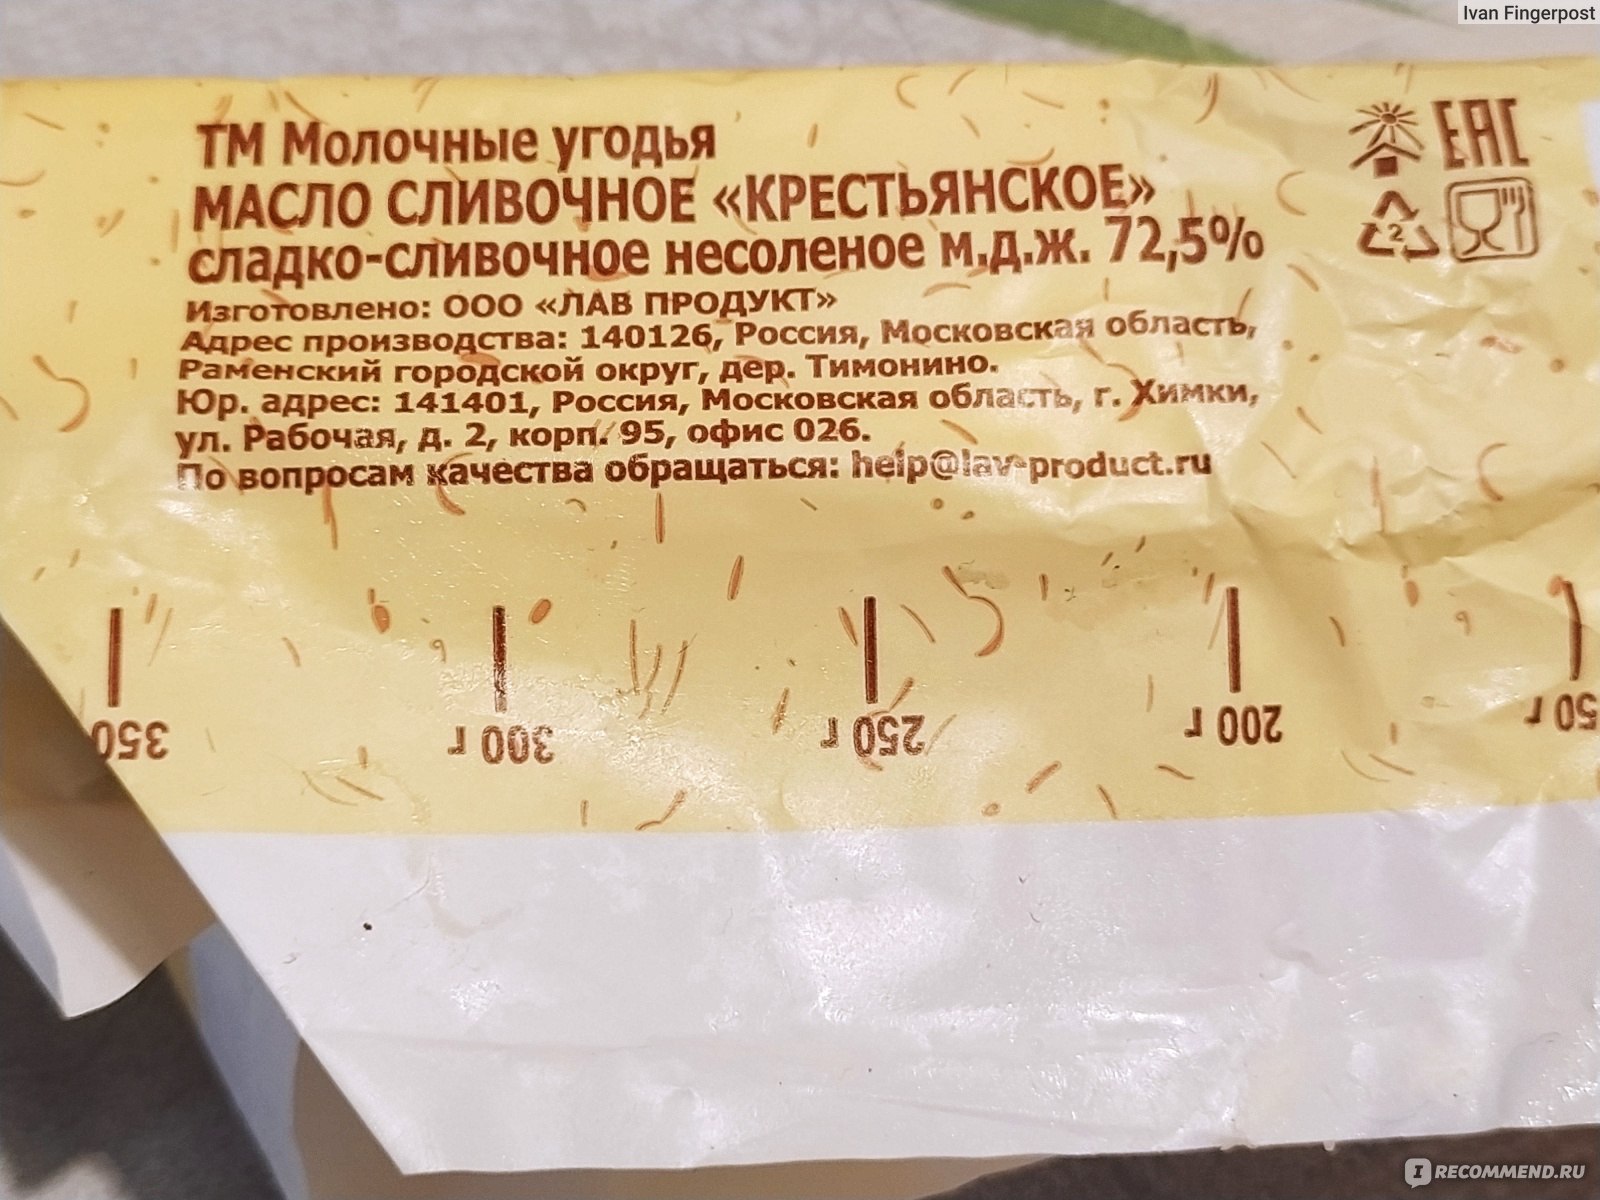 Ivan Fingerpost
ТМ Молочные угодья
МАСЛО СЛИВОЧНОЕ «КРЕСТЬЯНСКОЕ»
сладко-сливочное несоленое м.д.ж. 72,5%
Изготовлено: ООО «ЛАВ ПРОДУКТ»
Адрес производства: 140126, Россия, Московская область,
Раменский городской округ, дер. Тимонино.
Юр. адрес: 141401, Россия, Московская область, г. Химки,
ул. Рабочая, д. 2, корп. 95, офис 026.
По вопросам качества обращаться: help@lav-product.ru
EAC
2
350
300 г
250 г
200 г
50 г
IRECOMMEND.RU